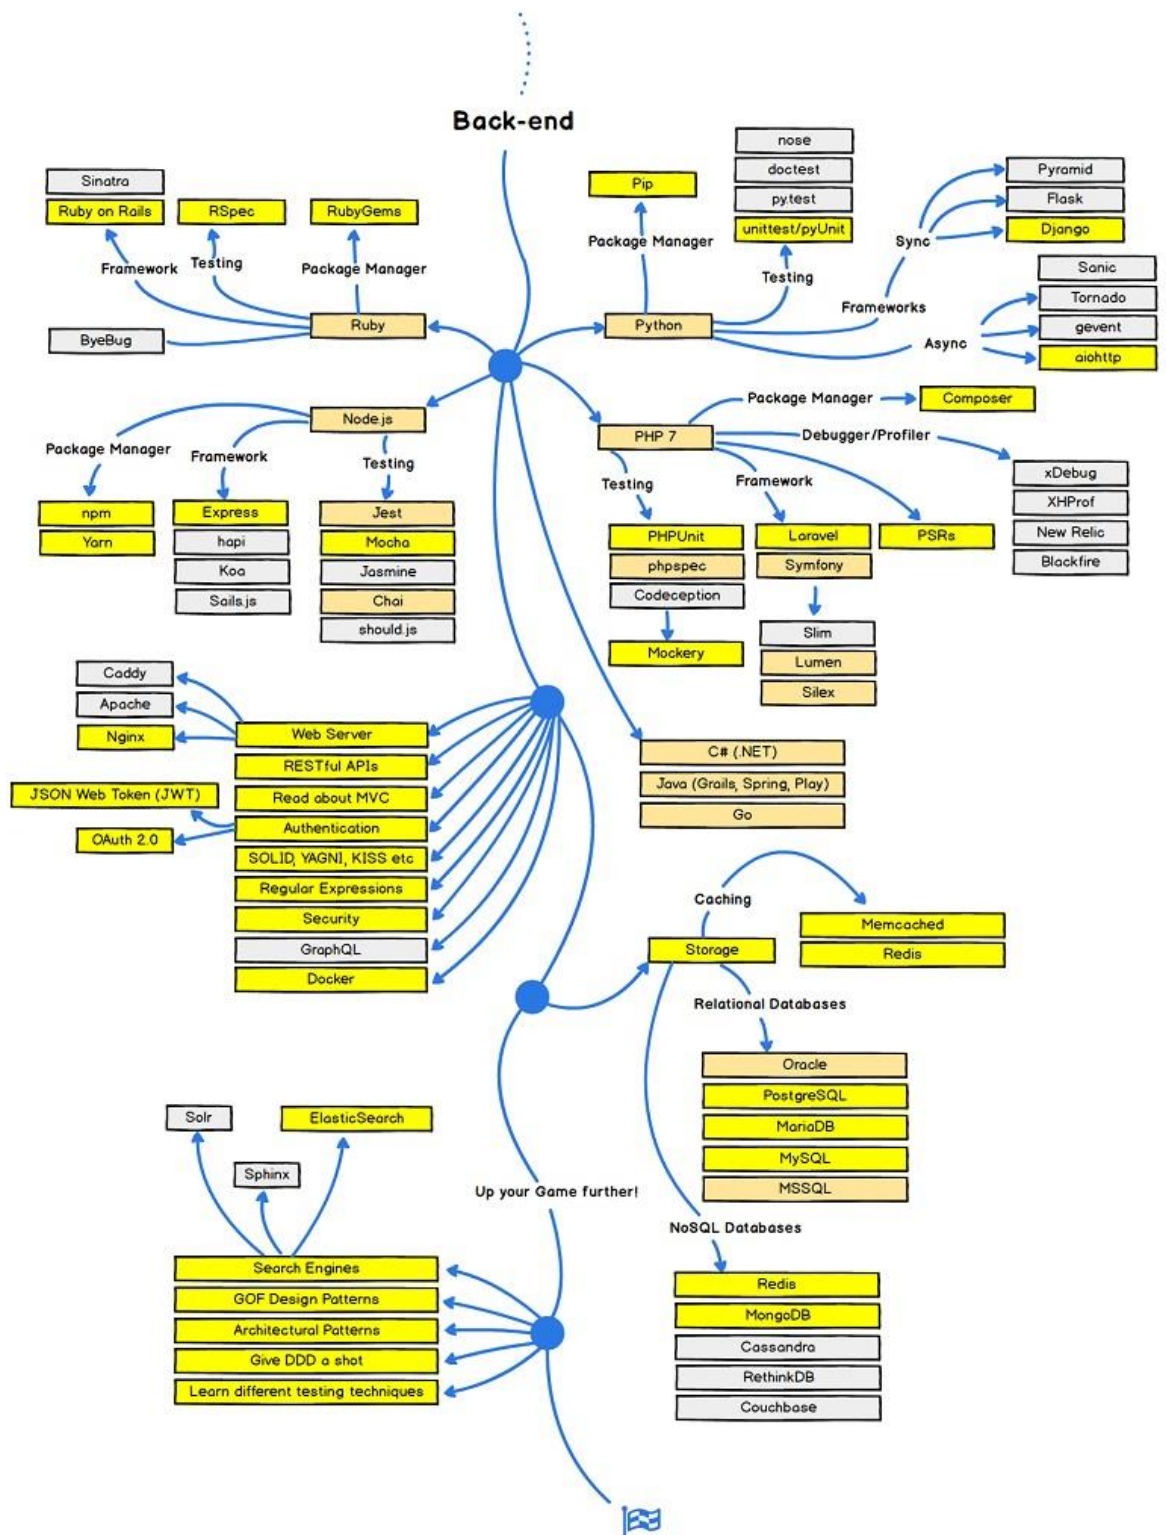 Back-end
Sinatra
Ruby on Rails
RSpec
RubyGems
Framework
Testing
Package Manager
ByeBug
Ruby
Pip
Package Manager
nose
doctest
py.test
unittest/pyUnit
Testing
Python
Pyramid
Flask
Django
Sync
Frameworks
Async
Sanic
Tornado
gevent
aiohttp
Node.js
Package Manager
Framework
Testing
npm
Yarn
Express
hapi
Koa
Sails.js
Jest
Mocha
Jasmine
Chai
should.js
PHP 7
Package Manager
Composer
Debugger/Profiler
xDebug
XHProf
New Relic
Blackfire
Testing
Framework
PHPUnit
phpspec
Codeception
Mockery
Laravel
Symfony
Slim
Lumen
Silex
PSRs
C# (.NET)
Java (Grails, Spring, Play)
Go
Caddy
Apache
Nginx
Web Server
RESTful APIs
Read about MVC
JSON Web Token (JWT)
OAuth 2.0
Authentication
SOLID, YAGNI, KISS etc
Regular Expressions
Security
GraphQL
Docker
Caching
Memcached
Redis
Storage
Relational Databases
Oracle
PostgreSQL
MariaDB
MySQL
MSSQL
NoSQL Databases
Redis
MongoDB
Cassandra
RethinkDB
Couchbase
Up your Game further!
Solr
Sphinx
ElasticSearch
Search Engines
GOF Design Patterns
Architectural Patterns
Give DDD a shot
Learn different testing techniques